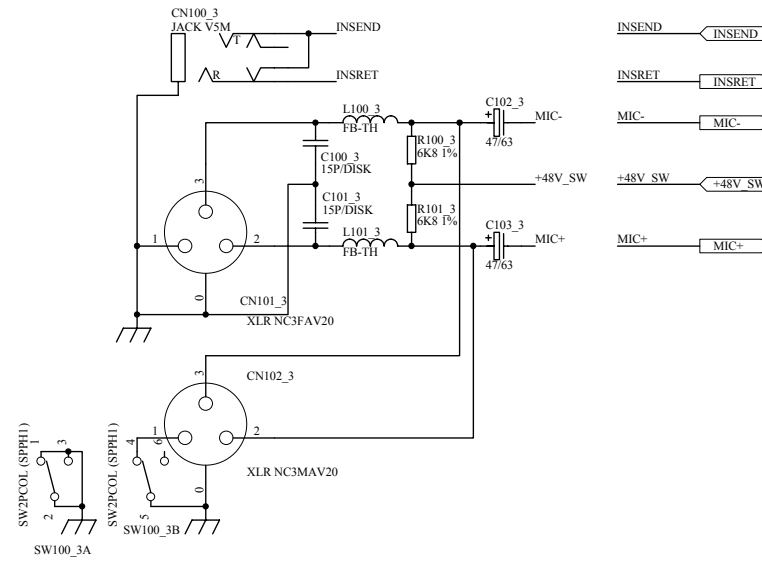 CN100_3
JACK V5M
T
R
INSEND
INSRET
INSEND
INSEND
INSRET
INSRET
L100_3
FB-TH
C102_3
+
47/63
MIC-
MIC-
MIC-
C100_3
15P/DISK
R100_3
6K8 1%
+48V_SW
+48V_SW
+48V_SW
C101_3
15P/DISK
R101_3
6K8 1%
L101_3
FB-TH
C103_3
+
47/63
MIC+
MIC+
MIC+
3
1
2
0
CN101_3
XLR NC3FAV20
CN102_3
3
1
2
0
XLR NC3MAV20
SW2PCOL (SPPH1)
1
3
2
SW100_3A
SW2PCOL (SPPH1)
4
6
5
SW100_3B